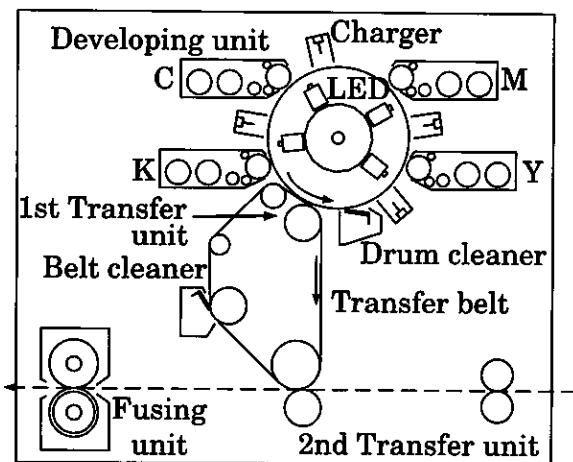 Developing unit
Charger
C
LED
M
K
Y
1st Transfer
unit
Drum cleaner
Belt cleaner
Transfer belt
Fusing
unit
2nd Transfer unit